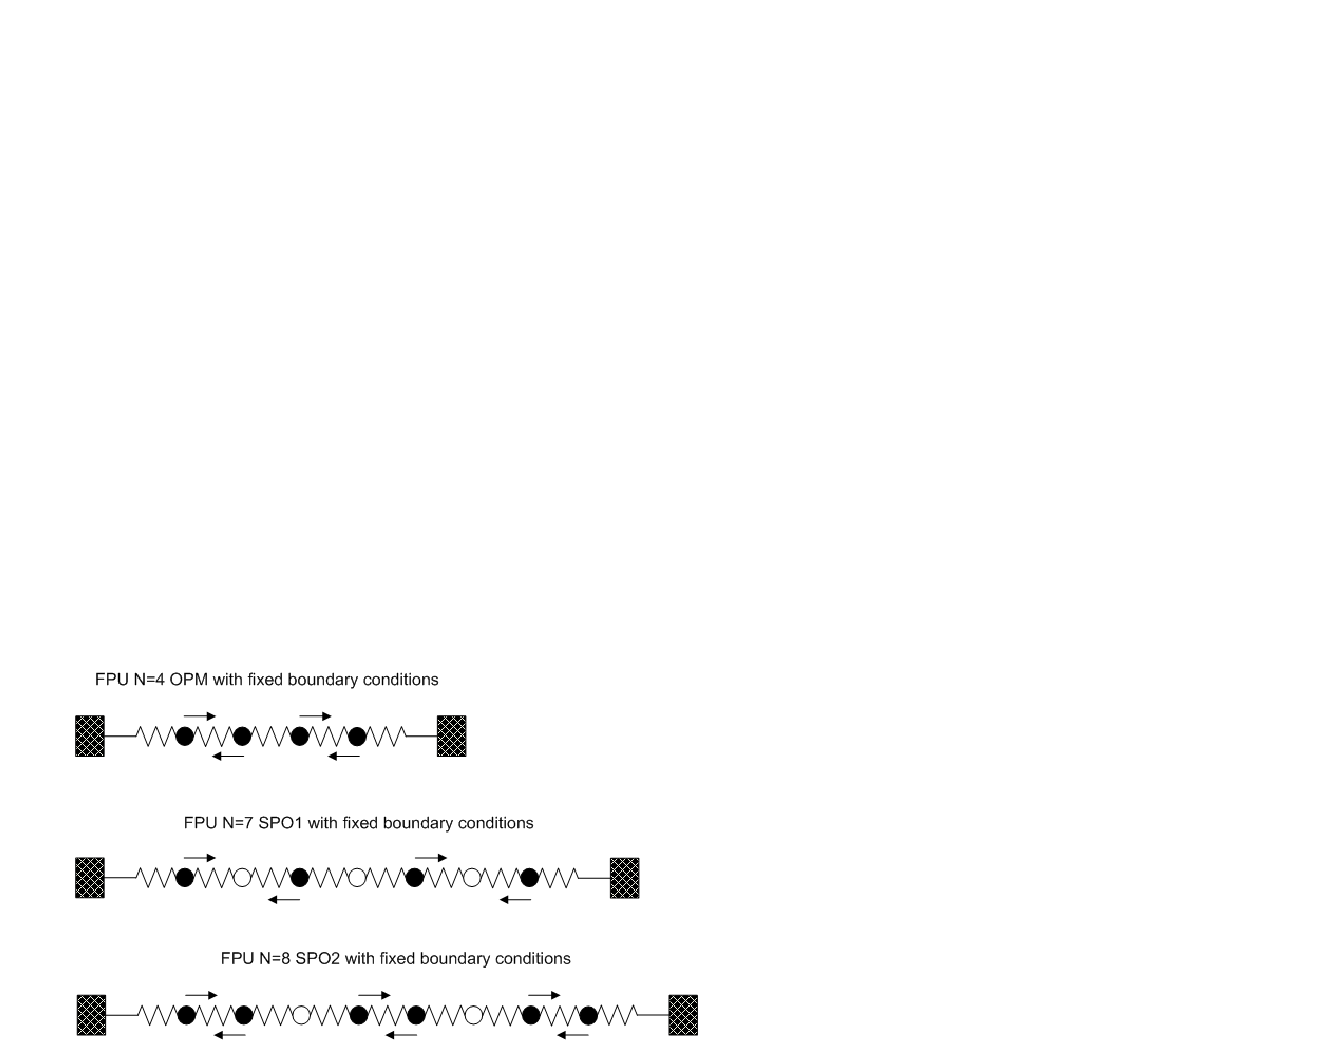 FPU N=4 OPM with fixed boundary conditions
FPU N=7 SPO1 with fixed boundary conditions
FPU N=8 SPO2 with fixed boundary conditions